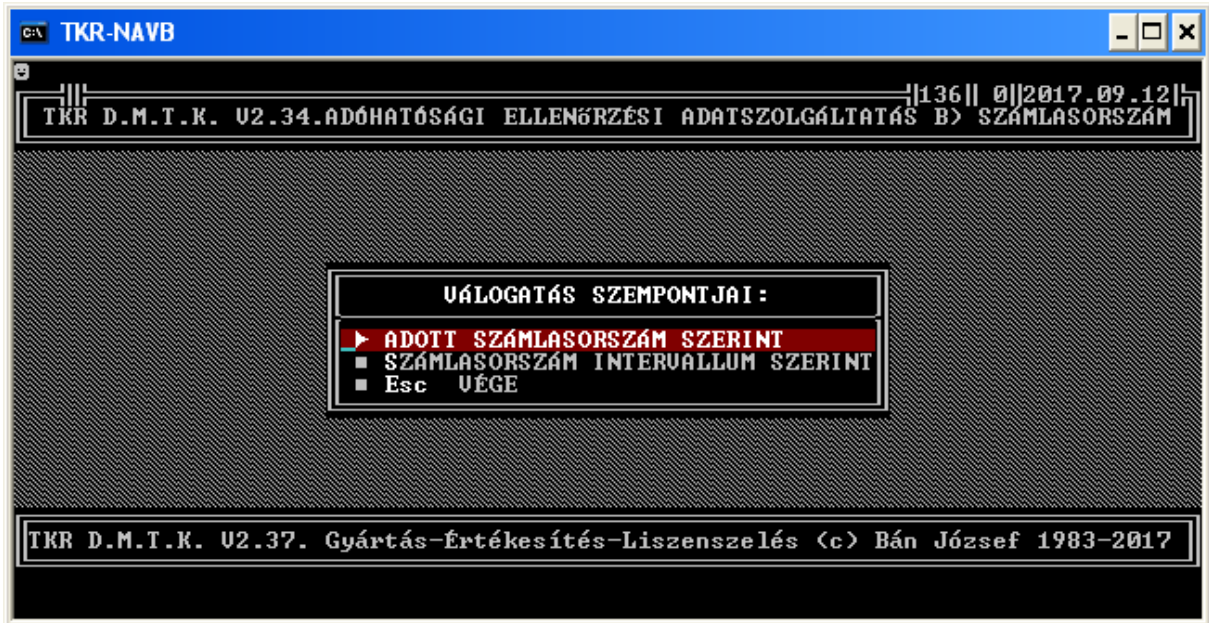 TKR-NAVB
136 0 2017.09.12
TKR D.M.T.K. V2.34.ADÓHATÓSÁGI ELLENőRZÉSI ADATSZOLGÁLTATÁS B) SZÁMLASORSZÁM
VÁLOGATÁS SZEMPONTJAI:
ADOTT SZÁMLASORSZÁM SZERINT
SZÁMLASORSZÁM INTERVALLUM SZERINT
Esc VÉGE
TKR D.M.T.K. V2.37. Gyártás-Értékesítés-Liszenszelés (c) Bán József 1983-2017